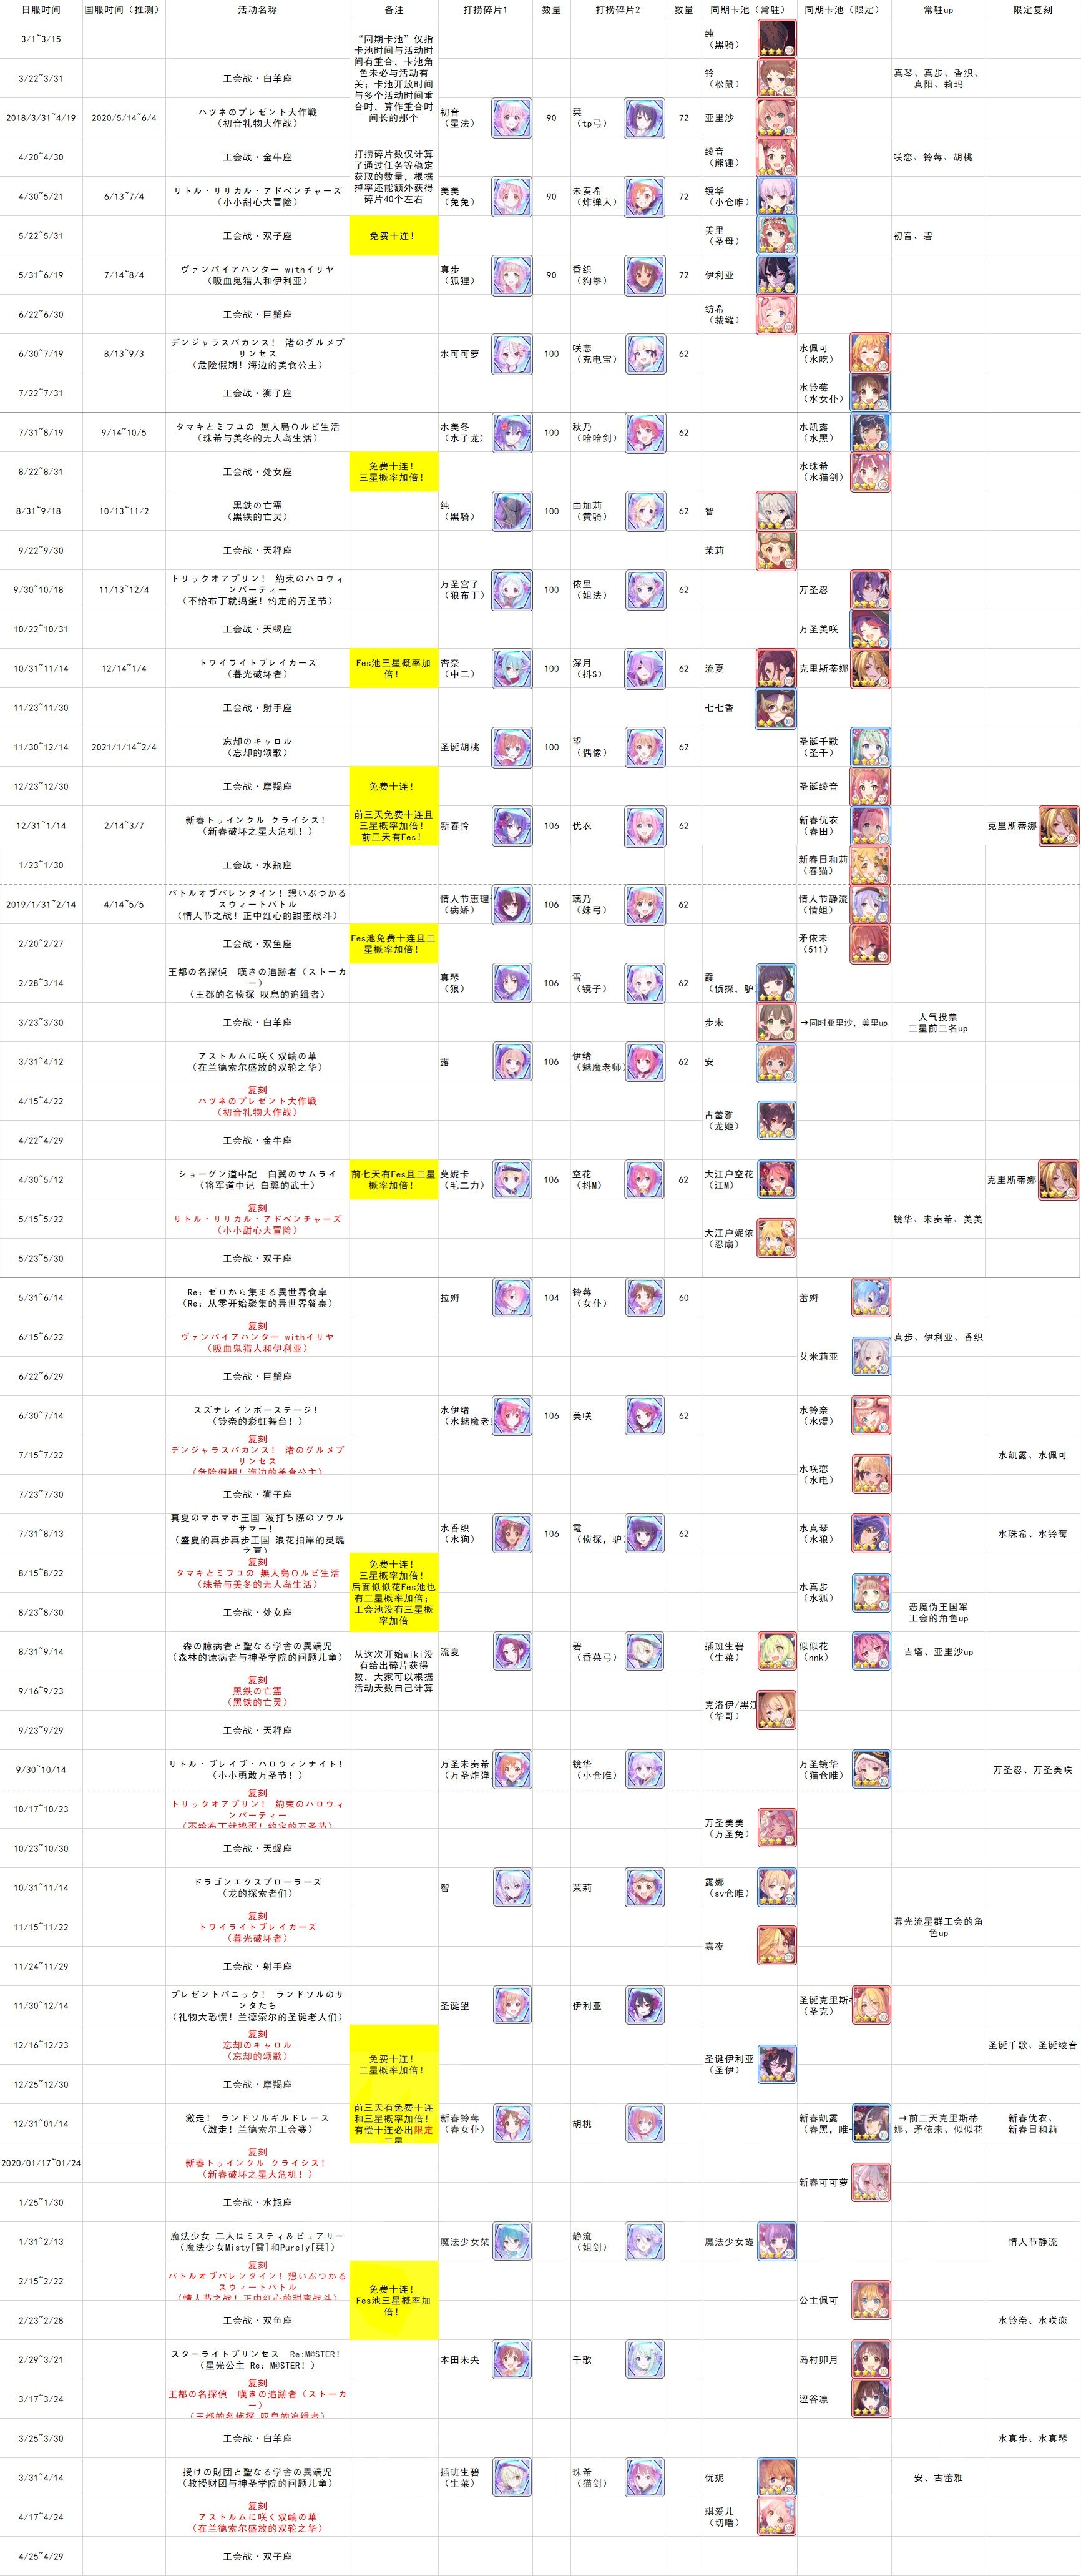 日服时间 国服时间（推测） 活动名称 备注 打捞碎片1 数量 打捞碎片2 数量 同期卡池（常驻） 同期卡池（限定） 常驻up 限定复刻
3/1~3/15 纯（黑骑）
“同期卡池”仅指卡池时间与活动时间有重合，卡池角色未必与活动有关；卡池开放时间与多个活动时间重合时，算作重合时间长的那个
3/22~3/31 工会战·白羊座 铃（松鼠） 真琴、真步、香织、真阳、莉玛
2018/3/31~4/19 2020/5/14~6/4 ハツネのプレゼント大作戦（初音礼物大作战） 初音（星法） 90 栞（tp弓） 72 亚里沙
打捞碎片数仅计算了通过任务等稳定获取的数量，根据掉率还能额外获得碎片40个左右
4/20~4/30 工会战·金牛座 绫音（熊锤） 咲恋、铃莓、胡桃
4/30~5/21 6/13~7/4 リトル・リリカル・アドベンチャーズ（小小甜心大冒险） 美美（兔兔） 90 未奏希（炸弹人） 72 镜华（小仓唯）
5/22~5/31 工会战·双子座 免费十连！ 美里（圣母） 初音、碧
5/31~6/19 7/14~8/4 ヴァンパイアハンター withイリヤ（吸血鬼猎人和伊利亚） 真步（狐狸） 90 香织（狗拳） 72 伊利亚
6/22~6/30 工会战·巨蟹座 纺希（裁缝）
6/30~7/19 8/13~9/3 デンジャラスバカンス！ 渚のグルメプリンセス（危险假期！海边的美食公主） 水可可萝 100 咲恋（充电宝） 62 水佩可（水吃）
7/22~7/31 工会战·狮子座 水铃莓（水女仆）
7/31~8/19 9/14~10/5 タマキとミフユの 無人島０ルピ生活（珠希与美冬的无人岛生活） 水美冬（水子龙） 100 秋乃（哈哈剑） 62 水凯露（水黑）
8/22~8/31 工会战·处女座 免费十连！三星概率加倍！ 水珠希（水猫剑）
8/31~9/18 10/13~11/2 黒鉄の亡霊（黑铁的亡灵） 纯（黑骑） 100 由加莉（黄骑） 62 智
9/22~9/30 工会战·天秤座 茉莉
9/30~10/18 11/13~12/4 トリックオアプリン！ 約束のハロウィンパーティー（不给布丁就捣蛋！约定的万圣节） 万圣宫子（狼布丁） 100 依里（姐法） 62 万圣忍
10/22~10/31 工会战·天蝎座 万圣美咲
10/31~11/14 12/14~1/4 トワイライトブレイカーズ（暮光破坏者） Fes池三星概率加倍！ 杏奈（中二） 100 深月（抖S） 62 流夏 克里斯蒂娜
11/23~11/30 工会战·射手座 七七香
11/30~12/14 2021/1/14~2/4 忘却のキャロル（忘却的颂歌） 圣诞胡桃 100 望（偶像） 62 圣诞千歌（圣千）
12/23~12/30 工会战·摩羯座 免费十连！ 圣诞绫音
12/31~1/14 2/14~3/7 新春トゥインクル クライシス！（新春破坏之星大危机！） 前三天免费十连且三星概率加倍！前三天有Fes！ 新春怜 106 优衣 62 新春优衣（春田） 克里斯蒂娜
1/23~1/30 工会战·水瓶座 新春日和莉（春猫）
2019/1/31~2/14 4/14~5/5 バトルオブバレンタイン！想いぶつかるスウィートバトル（情人节之战！正中红心的甜蜜战斗） 情人节惠理（病娇） 106 璃乃（妹弓） 62 情人节静流（情姐）
2/20~2/27 工会战·双鱼座 Fes池免费十连且三星概率加倍！ 矛依未（511）
2/28~3/14 王都の名探偵 嘆きの追跡者（ストーカー）（王都的名侦探 叹息的追缉者） 真琴（狼） 106 雪（镜子） 62 霞（侦探，驴
3/23~3/30 工会战·白羊座 步未 →同时亚里沙，美里up 人气投票三星前三名up
3/31~4/12 アストルムに咲く双輪の華（在兰德索尔盛放的双轮之华） 露 106 伊绪（魅魔老师） 62 安
4/15~4/22 复刻 ハツネのプレゼント大作戦（初音礼物大作战） 古蕾雅（龙姬）
4/22~4/29 工会战·金牛座
4/30~5/12 ショーグン道中記 白翼のサムライ（将军道中记 白翼的武士） 前七天有Fes且三星概率加倍！ 莫妮卡（毛二力） 106 空花（抖M） 62 大江户空花（江M） 克里斯蒂娜
5/15~5/22 复刻 リトル・リリカル・アドベンチャーズ（小小甜心大冒险） 大江户妮侬（忍扇） 镜华、未奏希、美美
5/23~5/30 工会战·双子座
5/31~6/14 Re：ゼロから集まる異世界食卓（Re：从零开始聚集的异世界餐桌） 拉姆 104 铃莓（女仆） 60 蕾姆
6/15~6/22 复刻 ヴァンパイアハンター withイリヤ（吸血鬼猎人和伊利亚） 艾米莉亚 真步、伊利亚、香织
6/22~6/29 工会战·巨蟹座
6/30~7/14 スズナレインボーステージ！（铃奈的彩虹舞台！） 水伊绪（水魅魔老 106 美咲 62 水铃奈（水爆）
7/15~7/22 复刻 デンジャラスバカンス！ 渚のグルメプリンセス（危险假期！海边的美食公主） 水咲恋（水电） 水凯露、水佩可
7/23~7/30 工会战·狮子座
7/31~8/13 真夏のマホマホ王国 波打ち際のソウルサマー！（盛夏的真步真步王国 浪花拍岸的灵魂之夏） 水香织（水狗） 106 霞（侦探，驴） 62 水真琴（水狼） 水珠希、水铃莓
8/15~8/22 复刻 タマキとミフユの 無人島０ルピ生活（珠希与美冬的无人岛生活） 免费十连！三星概率加倍！后面似似花Fes池也有三星概率加倍；工会池没有三星概率加倍 水真步（水狐）
8/23~8/30 工会战·处女座 恶魔伪王国军工会的角色up
8/31~9/14 森の臆病者と聖なる学舎の異端児（森林的瘪病者与神圣学院的问题儿童） 从这次开始wiki没有给出碎片获得数，大家可以根据活动天数自己计算 流夏 碧（香菜弓） 插班生碧（生菜） 似似花（nnk） 吉塔、亚里沙up
9/16~9/23 复刻 黒鉄の亡霊（黑铁的亡灵） 克洛伊/黑江（华哥）
9/23~9/29 工会战·天秤座
9/30~10/14 リトル・ブレイブ・ハロウィンナイト！（小小勇敢万圣节！） 万圣未奏希（万圣炸弹 镜华（小仓唯） 万圣镜华（猫仓唯） 万圣忍、万圣美咲
10/17~10/23 复刻 トリックオアプリン！ 約束のハロウィンパーティー（不给布丁就捣蛋！约定的万圣节） 万圣美美（万圣兔）
10/23~10/30 工会战·天蝎座
10/31~11/14 ドラゴンエクスプローラーズ（龙的探索者们） 智 茉莉 露娜（sv仓唯）
11/15~11/22 复刻 トワイライトブレイカーズ（暮光破坏者） 嘉夜 暮光流星群工会的角色up
11/24~11/29 工会战·射手座
11/30~12/14 プレゼントパニック！ ランドソルのサンタたち（礼物大恐慌！兰德索尔的圣诞老人们） 圣诞望 伊利亚 圣诞克里斯（圣克）
12/16~12/23 复刻 忘却のキャロル（忘却的颂歌） 免费十连！三星概率加倍！ 圣诞伊利亚（圣伊） 圣诞千歌、圣诞绫音
12/25~12/30 工会战·摩羯座
12/31~01/14 激走！ ランドソルギルドレース（激走！兰德索尔工会赛） 前三天有免费十连和三星概率加倍！有偿十连必出限定三星 新春铃莓（春女仆） 胡桃 新春凯露（春黑，唯一 →前三天克里斯蒂娜、矛依未、似似花 新春优衣、新春日和莉
2020/01/17~01/24 复刻 新春トゥインクル クライシス！（新春破坏之星大危机！） 新春可可萝
1/25~1/30 工会战·水瓶座
1/31~2/13 魔法少女 二人はミスティ＆ピュアリー（魔法少女Misty[霞]和Purely[栞]） 魔法少女栞 静流（姐剑） 魔法少女霞 情人节静流
2/15~2/22 复刻 バトルオブバレンタイン！想いぶつかるスウィートバトル（情人节之战！正中红心的甜蜜战斗） 免费十连！Fes池三星概率加倍！ 公主佩可
2/23~2/28 工会战·双鱼座 水铃奈、水咲恋
2/29~3/21 スターライトプリンセス Re:M@STER！（星光公主 Re：M@STER！） 本田未央 千歌 岛村卯月
3/17~3/24 复刻 王都の名探偵 嘆きの追跡者（ストーカー）（王都的名侦探 叹息的追缉者） 涩谷凛
3/25~3/30 工会战·白羊座 水真步、水真琴
3/31~4/14 授けの財団と聖なる学舎の異端児（教授财团与神圣学院的问题儿童） 插班生碧（生菜） 珠希（猫剑） 优妮 安、古蕾雅
4/17~4/24 复刻 アストルムに咲く双輪の華（在兰德索尔盛放的双轮之华） 琪爱儿（切噜）
4/25~4/29 工会战·双子座